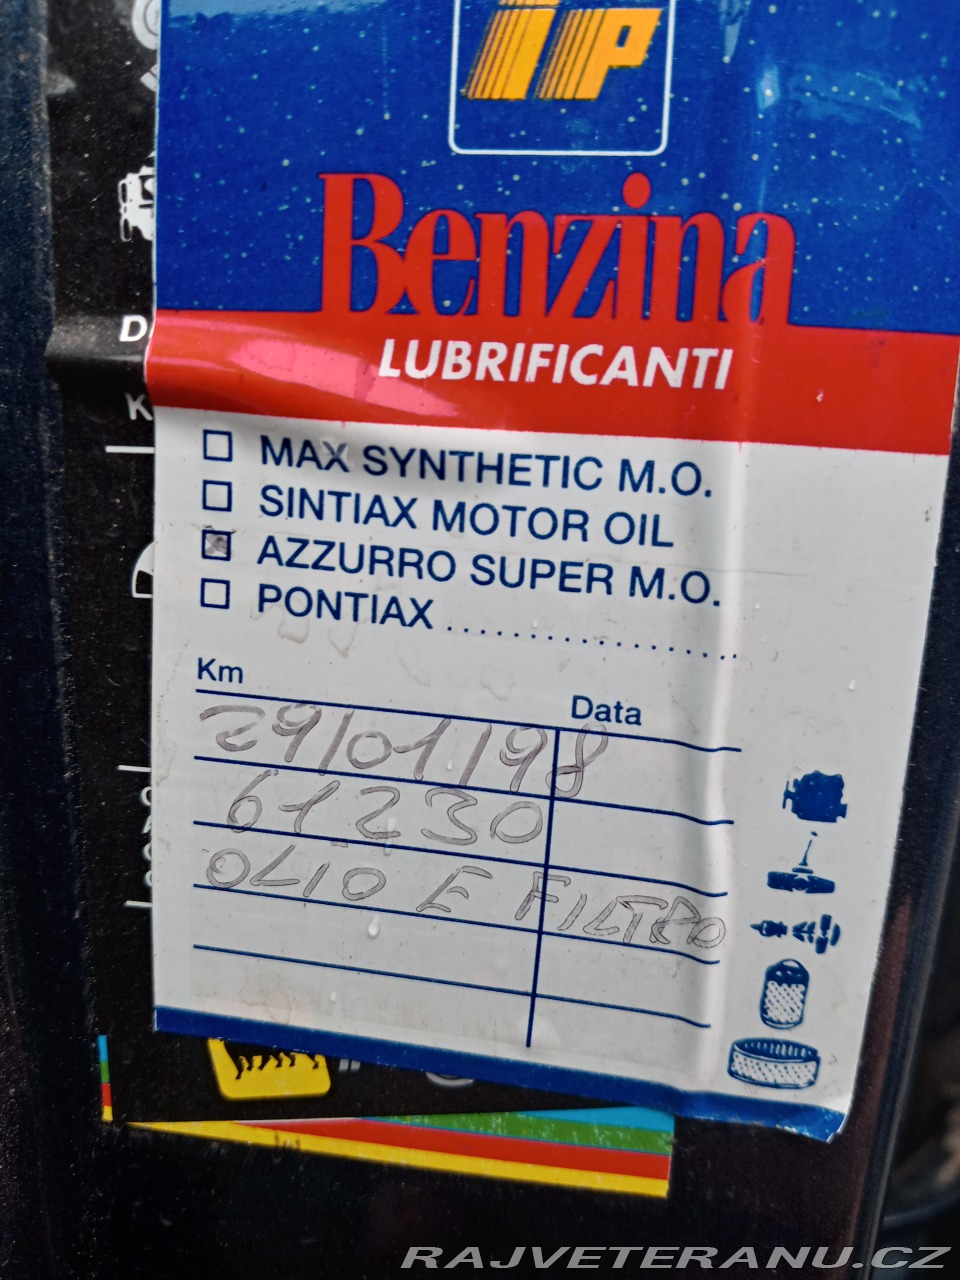 IP
Benzina
LUBRIFICANTI
MAX SYNTHETIC M.O.
SINTIAX MOTOR OIL
AZZURRO SUPER M.O.
PONTIAX ........................
Km
Data
29/01/98
61230
OLIO E FILTRO
D
K
RAJVETERANU.CZ